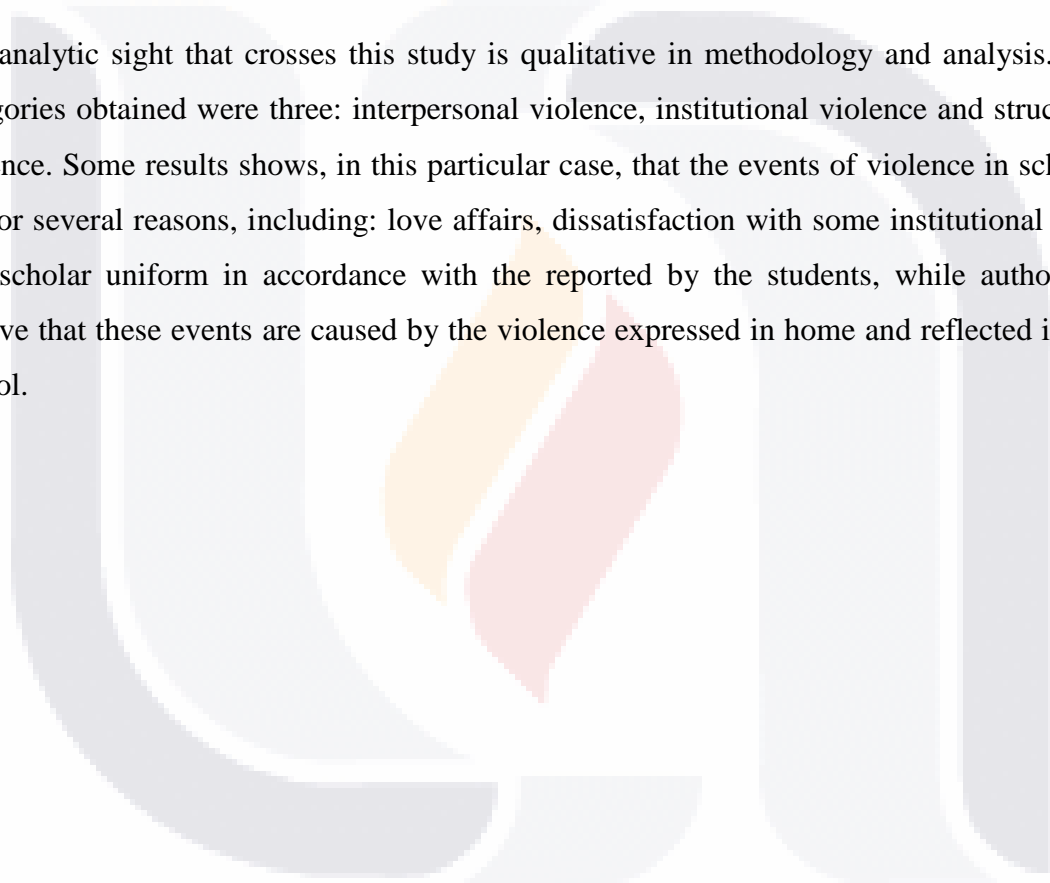 analytic sight that crosses this study is qualitative in methodology and analysis.
gories obtained were three: interpersonal violence, institutional violence and struc
nce. Some results shows, in this particular case, that the events of violence in scl
or several reasons, including: love affairs, dissatisfaction with some institutional
scholar uniform in accordance with the reported by the students, while autho
ve that these events are caused by the violence expressed in home and reflected i
ol.